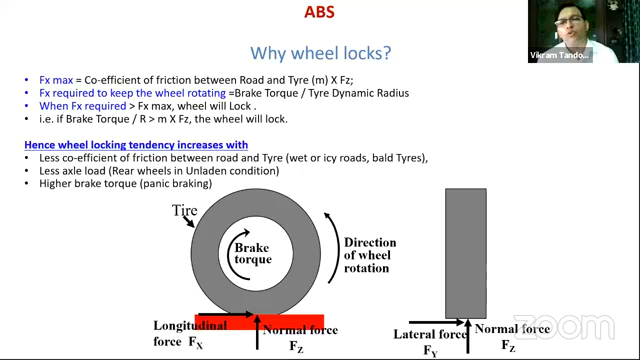 ABS
Why wheel locks?
Vikram Tando...
• Fx max = Co-efficient of friction between Road and Tyre (m) X Fz;
• Fx required to keep the wheel rotating =Brake Torque / Tyre Dynamic Radius
• When Fx required > Fx max, wheel will Lock .
• i.e. if Brake Torque / R > m X Fz, the wheel will lock.
Hence wheel locking tendency increases with
• Less co-efficient of friction between road and Tyre (wet or icy roads, bald Tyres),
• Less axle load (Rear wheels in Unladen condition)
• Higher brake torque (panic braking)
Tire
Brake
torque
Direction
of wheel
rotation
Longitudinal
force FX
Normal force
FZ
Lateral force
FY
Normal force
FZ
zoom